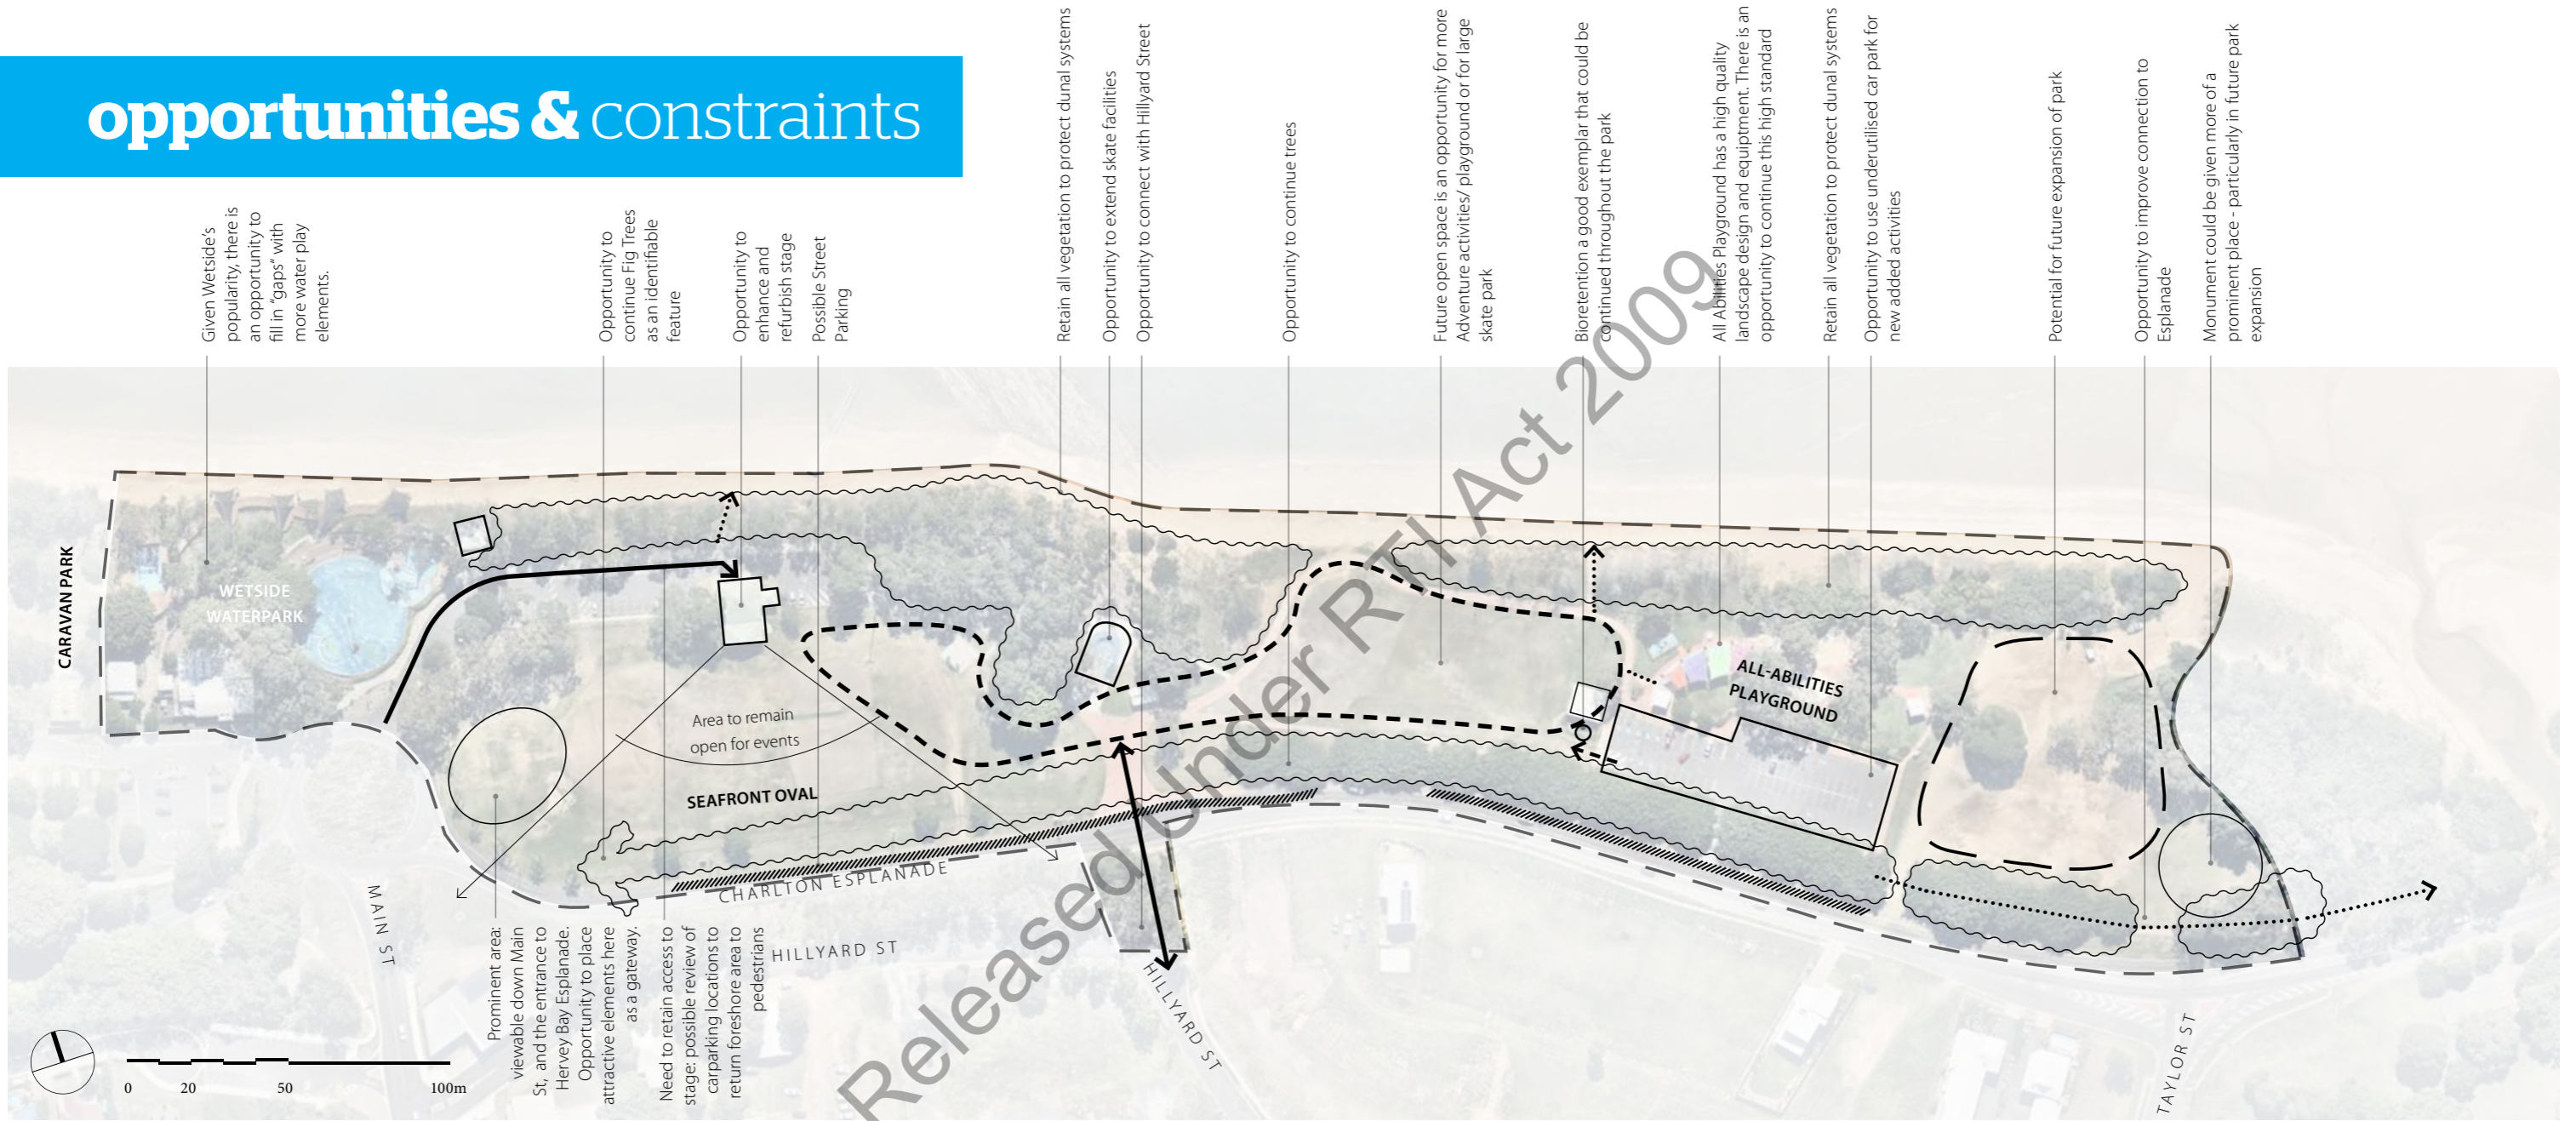 opportunities & constraints
Given Wetside's
popularity, there is
an opportunity to
fill in "gaps" with
more water play
elements.
Opportunity to
continue Fig Trees
as an identifiable
feature
Opportunity to
enhance and
refurbish stage
Possible Street
Parking
Retain all vegetation to protect dunal systems
Opportunity to extend skate facilities
Opportunity to connect with Hillyard Street
Opportunity to continue trees
Future open space is an opportunity for more
Adventure activities/ playground or for large
skate park
Bioretention a good exemplar that could be
continued throughout the park
All Abilities Playground has a high quality
landscape design and equiptment. There is an
opportunity to continue this high standard
Retain all vegetation to protect dunal systems
Opportunity to use underutilised car park for
new added activities
Potential for future expansion of park
Opportunity to improve connection to
Esplanade
Monument could be given more of a
prominent place - particularly in future park
expansion
CARAVAN PARK
WETSIDE
WATERPARK
Area to remain
open for events
SEAFRONT OVAL
ALL-ABILITIES
PLAYGROUND
CHARLTON ESPLANADE
MAIN ST
HILLYARD ST
HILLYARD ST
TAYLOR ST
Prominent area:
viewable down Main
St, and the entrance to
Hervey Bay Esplanade.
Opportunity to place
attractive elements here
as a gateway.
Need to retain access to
stage: possible review of
carparking locations to
return foreshore area to
pedestrians
0 20 50 100m
Released Under RTI Act 2009